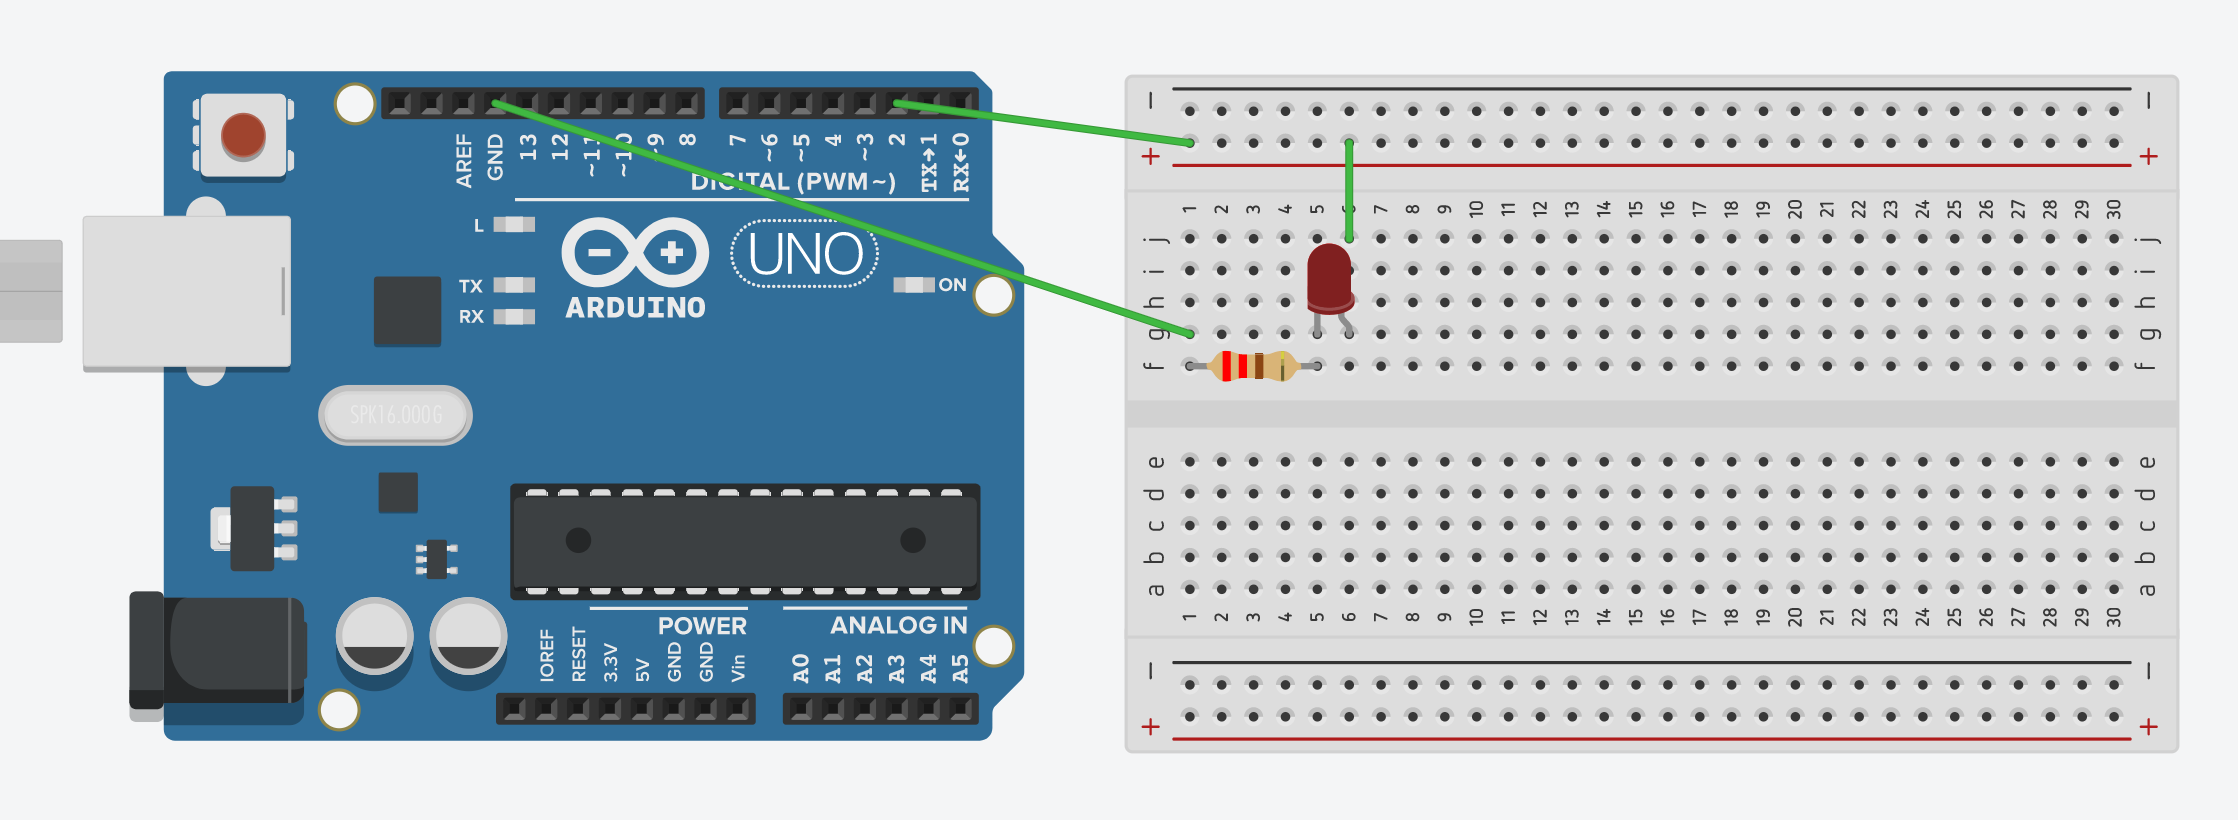 AREF GND 13 12 ~11 ~10 ~9 8 7 ~6 ~5 4 ~3 2 TX→1 RX←0
DIGITAL (PWM ~)
L
TX
RX
UNO
ON
ARDUINO
SPK16.000G
POWER
ANALOG IN
IOREF RESET 3.3V 5V GND GND Vin A0 A1 A2 A3 A4 A5
− −
+ +
1 2 3 4 5 6 7 8 9 10 11 12 13 14 15 16 17 18 19 20 21 22 23 24 25 26 27 28 29 30
j j
i i
h h
g g
f f
e e
d d
c c
b b
a a
1 2 3 4 5 6 7 8 9 10 11 12 13 14 15 16 17 18 19 20 21 22 23 24 25 26 27 28 29 30
− −
+ +